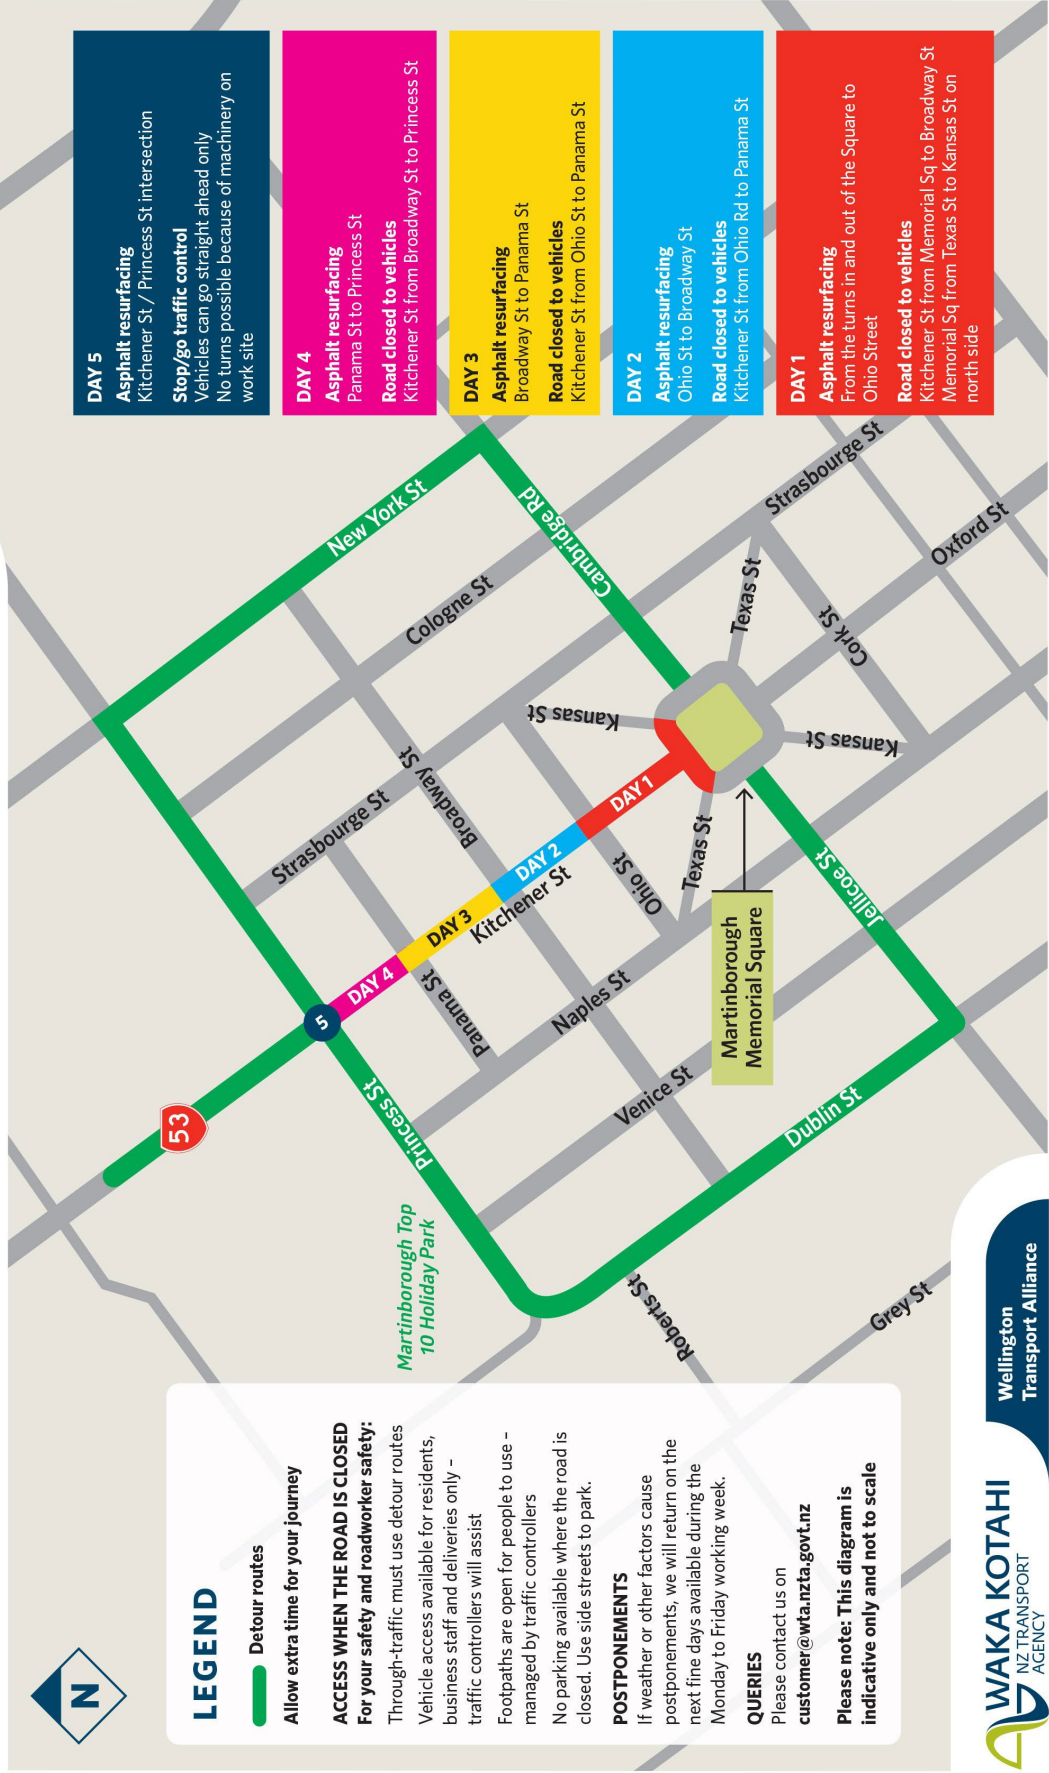 N
LEGEND
Detour routes
Allow extra time for your journey
ACCESS WHEN THE ROAD IS CLOSED
For your safety and roadworker safety:
Through-traffic must use detour routes
Vehicle access available for residents,
business staff and deliveries only –
traffic controllers will assist
Footpaths are open for people to use –
managed by traffic controllers
No parking available where the road is
closed. Use side streets to park.
POSTPONEMENTS
If weather or other factors cause
postponements, we will return on the
next fine days available during the
Monday to Friday working week.
QUERIES
Please contact us on
customer@wta.nzta.govt.nz
Please note: This diagram is
indicative only and not to scale
WAKA KOTAHI
NZ TRANSPORT
AGENCY
Wellington
Transport Alliance
Martinborough Top
10 Holiday Park
53
5
Princess St
New York St
Cologne St
Cambridge Rd
Strasbourge St
Broadway St
Panama St
Kitchener St
DAY 4
DAY 3
DAY 2
DAY 1
Naples St
Ohio St
Kansas St
Texas St
Texas St
Kansas St
Cork St
Strasbourge St
Oxford St
Martinborough
Memorial Square
Venice St
Jellicoe St
Dublin St
Roberts St
Grey St
DAY 5
Asphalt resurfacing
Kitchener St / Princess St intersection
Stop/go traffic control
Vehicles can go straight ahead only
No turns possible because of machinery on
work site
DAY 4
Asphalt resurfacing
Panama St to Princess St
Road closed to vehicles
Kitchener St from Broadway St to Princess St
DAY 3
Asphalt resurfacing
Broadway St to Panama St
Road closed to vehicles
Kitchener St from Ohio St to Panama St
DAY 2
Asphalt resurfacing
Ohio St to Broadway St
Road closed to vehicles
Kitchener St from Ohio Rd to Panama St
DAY 1
Asphalt resurfacing
From the turns in and out of the Square to
Ohio Street
Road closed to vehicles
Kitchener St from Memorial Sq to Broadway St
Memorial Sq from Texas St to Kansas St on
north side